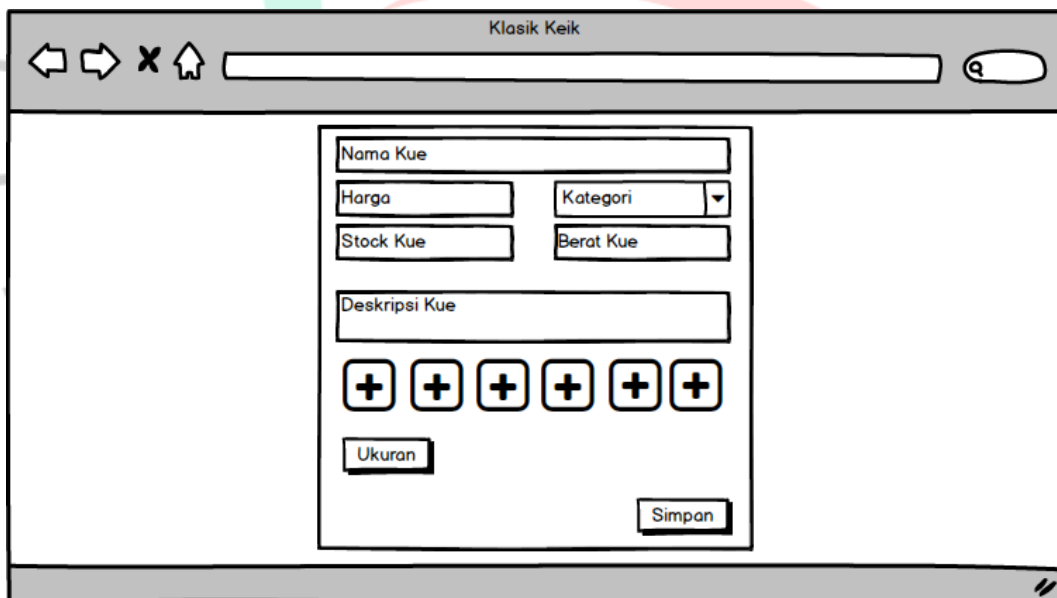 Klasik Keik
Nama Kue
Harga
Kategori
Stock Kue
Berat Kue
Deskripsi Kue
Ukuran
Simpan